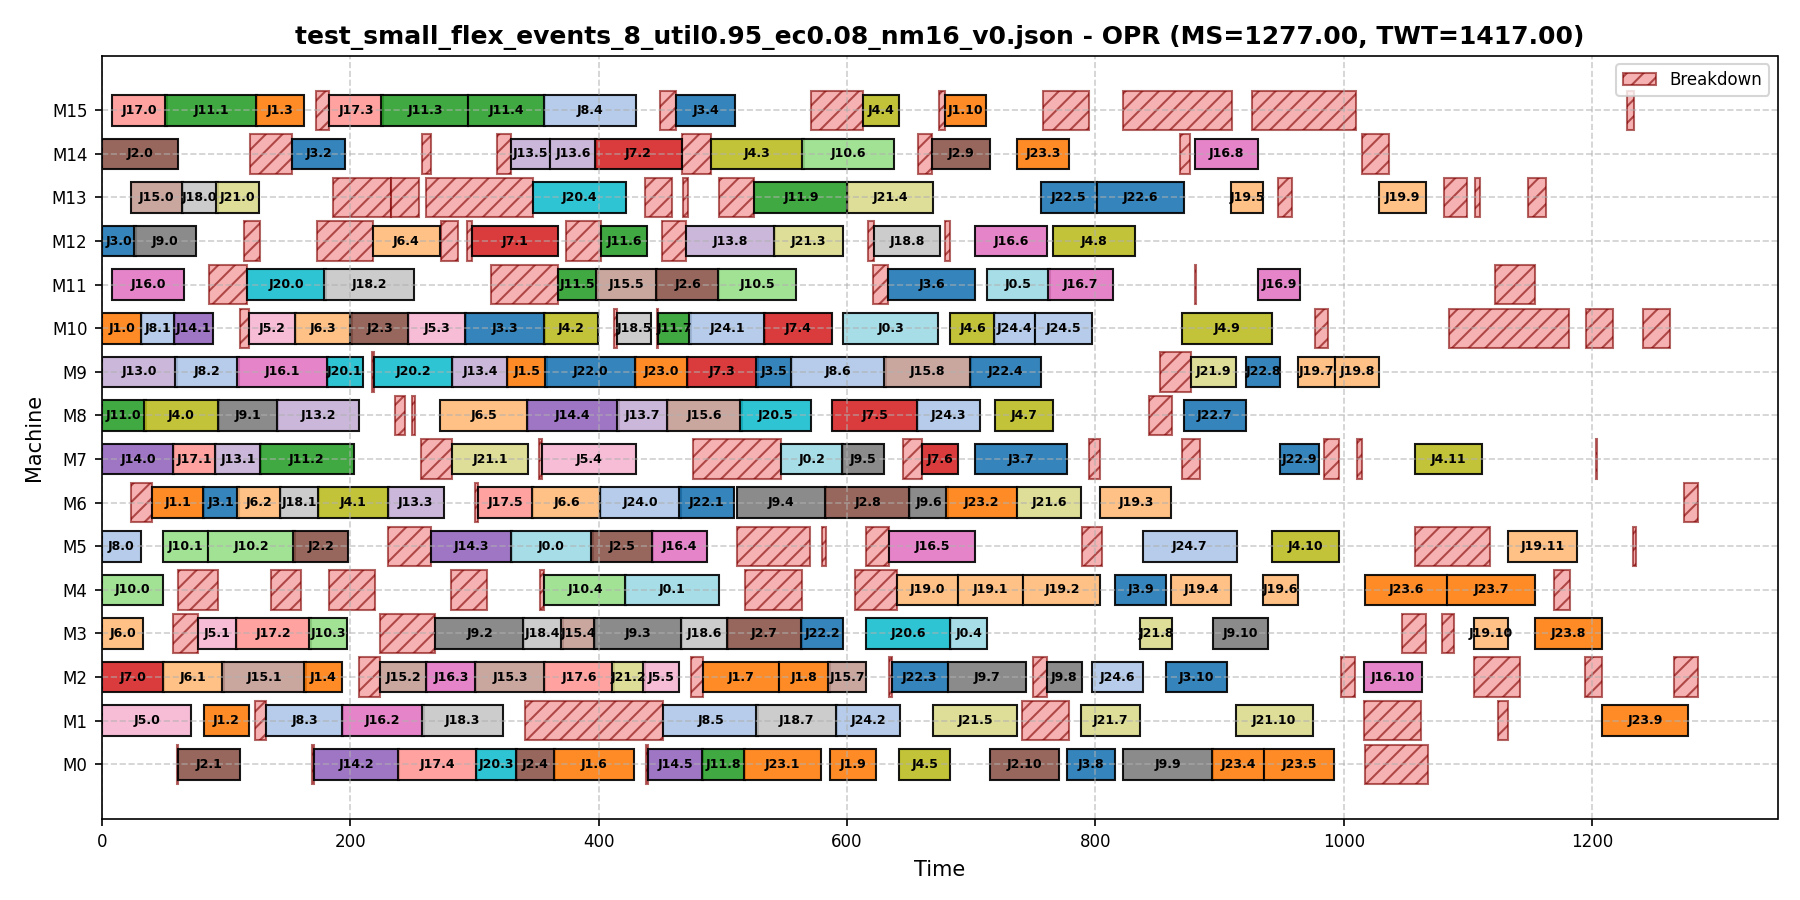 test_small_flex_events_8_util0.95_ec0.08_nm16_v0.json - OPR (MS=1277.00, TWT=1417.00)
Breakdown
M15 J17.0 J11.1 J1.3 J17.3 J11.3 J11.4 J8.4 J3.4 J4.4 J1.10
M14 J2.0 J3.2 J13.5 J13.6 J7.2 J4.3 J10.6 J2.9 J23.3 J16.8
M13 J15.0 J18.0 J21.0 J20.4 J11.9 J21.4 J22.5 J22.6 J19.5 J19.9
M12 J3.0 J9.0 J6.4 J7.1 J11.6 J13.8 J21.3 J18.8 J16.6 J4.8
M11 J16.0 J20.0 J18.2 J11.5 J15.5 J2.6 J10.5 J3.6 J0.5 J16.7 J16.9
M10 J1.0 J8.1 J14.1 J5.2 J6.3 J2.3 J5.3 J3.3 J4.2 J18.5 J11.7 J24.1 J7.4 J0.3 J4.6 J24.4 J24.5 J4.9
M9 J13.0 J8.2 J16.1 J20.1 J20.2 J13.4 J1.5 J22.0 J23.0 J7.3 J3.5 J8.6 J15.8 J22.4 J21.9 J22.8 J19.7 J19.8
M8 J11.0 J4.0 J9.1 J13.2 J6.5 J14.4 J13.7 J15.6 J20.5 J7.5 J24.3 J4.7 J22.7
M7 J14.0 J17.1 J13.1 J11.2 J21.1 J5.4 J0.2 J9.5 J7.6 J3.7 J22.9 J4.11
M6 J1.1 J3.1 J6.2 J18.1 J4.1 J13.3 J17.5 J6.6 J24.0 J22.1 J9.4 J2.8 J9.6 J23.2 J21.6 J19.3
M5 J8.0 J10.1 J10.2 J2.2 J14.3 J0.0 J2.5 J16.4 J16.5 J24.7 J4.10 J19.11
M4 J10.0 J10.4 J0.1 J19.0 J19.1 J19.2 J3.9 J19.4 J19.6 J23.6 J23.7
M3 J6.0 J5.1 J17.2 J10.3 J9.2 J18.4 J15.4 J9.3 J18.6 J2.7 J22.2 J20.6 J0.4 J21.8 J9.10 J19.10 J23.8
M2 J7.0 J6.1 J15.1 J1.4 J15.2 J16.3 J15.3 J17.6 J21.2 J5.5 J1.7 J1.8 J15.7 J22.3 J9.7 J9.8 J24.6 J3.10 J16.10
M1 J5.0 J1.2 J8.3 J16.2 J18.3 J8.5 J18.7 J24.2 J21.5 J21.7 J21.10 J23.9
M0 J2.1 J14.2 J17.4 J20.3 J2.4 J1.6 J14.5 J11.8 J23.1 J1.9 J4.5 J2.10 J3.8 J9.9 J23.4 J23.5
0 200 400 600 800 1000 1200
Time
Machine